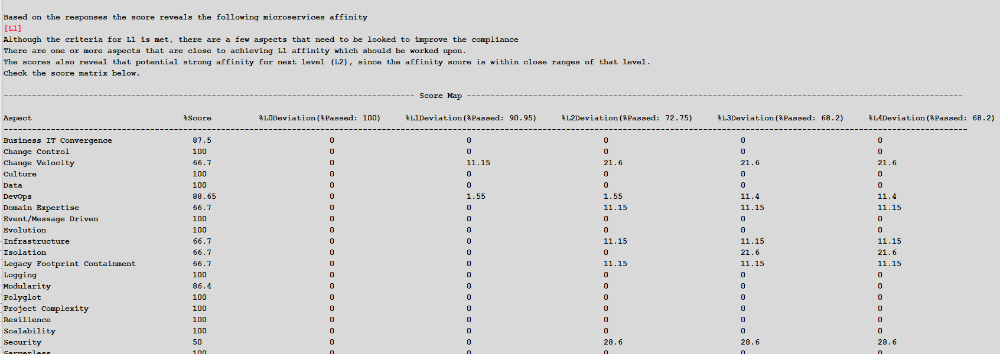 Based on the responses the score reveals the following microservices affinity
[L1]
Although the criteria for L1 is met, there are a few aspects that need to be looked to improve the compliance
There are one or more aspects that are close to achieving L1 affinity which should be worked upon.
The scores also reveal that potential strong affinity for next level (L2), since the affinity score is within close ranges of that level.
Check the score matrix below.
Score Map
Aspect %Score %L0Deviation(%Passed: 100) %L1Deviation(%Passed: 90.95) %L2Deviation(%Passed: 72.75) %L3Deviation(%Passed: 68.2) %L4Deviation(%Passed: 68.2)
Business IT Convergence 87.5 0 0 0 0 0
Change Control 100 0 0 0 0 0
Change Velocity 66.7 0 11.15 21.6 21.6 21.6
Culture 100 0 0 0 0 0
Data 100 0 0 0 0 0
DevOps 88.65 0 1.55 1.55 11.4 11.4
Domain Expertise 66.7 0 0 11.15 11.15 11.15
Event/Message Driven 100 0 0 0 0 0
Evolution 100 0 0 0 0 0
Infrastructure 66.7 0 0 11.15 11.15 11.15
Isolation 66.7 0 0 0 21.6 21.6
Legacy Footprint Containment 66.7 0 0 11.15 11.15 11.15
Logging 100 0 0 0 0 0
Modularity 86.4 0 0 0 0 0
Polyglot 100 0 0 0 0 0
Project Complexity 100 0 0 0 0 0
Resilience 100 0 0 0 0 0
Scalability 100 0 0 0 0 0
Security 50 0 0 28.6 28.6 28.6
Serverless 100 0 0 0 0 0